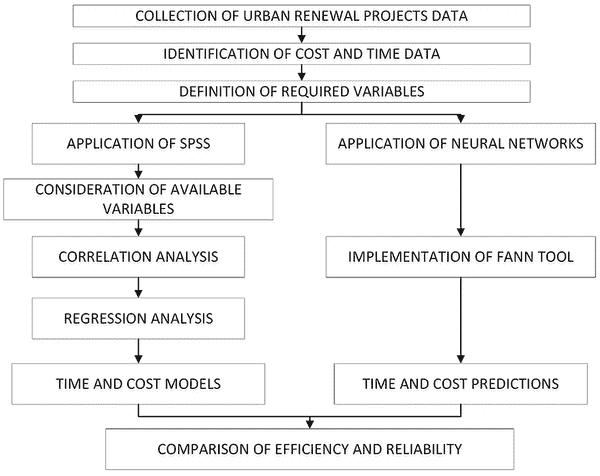 COLLECTION OF URBAN RENEWAL PROJECTS DATA
IDENTIFICATION OF COST AND TIME DATA
DEFINITION OF REQUIRED VARIABLES
APPLICATION OF SPSS
APPLICATION OF NEURAL NETWORKS
CONSIDERATION OF AVAILABLE
VARIABLES
CORRELATION ANALYSIS
IMPLEMENTATION OF FANN TOOL
REGRESSION ANALYSIS
TIME AND COST MODELS
TIME AND COST PREDICTIONS
COMPARISON OF EFFICIENCY AND RELIABILITY